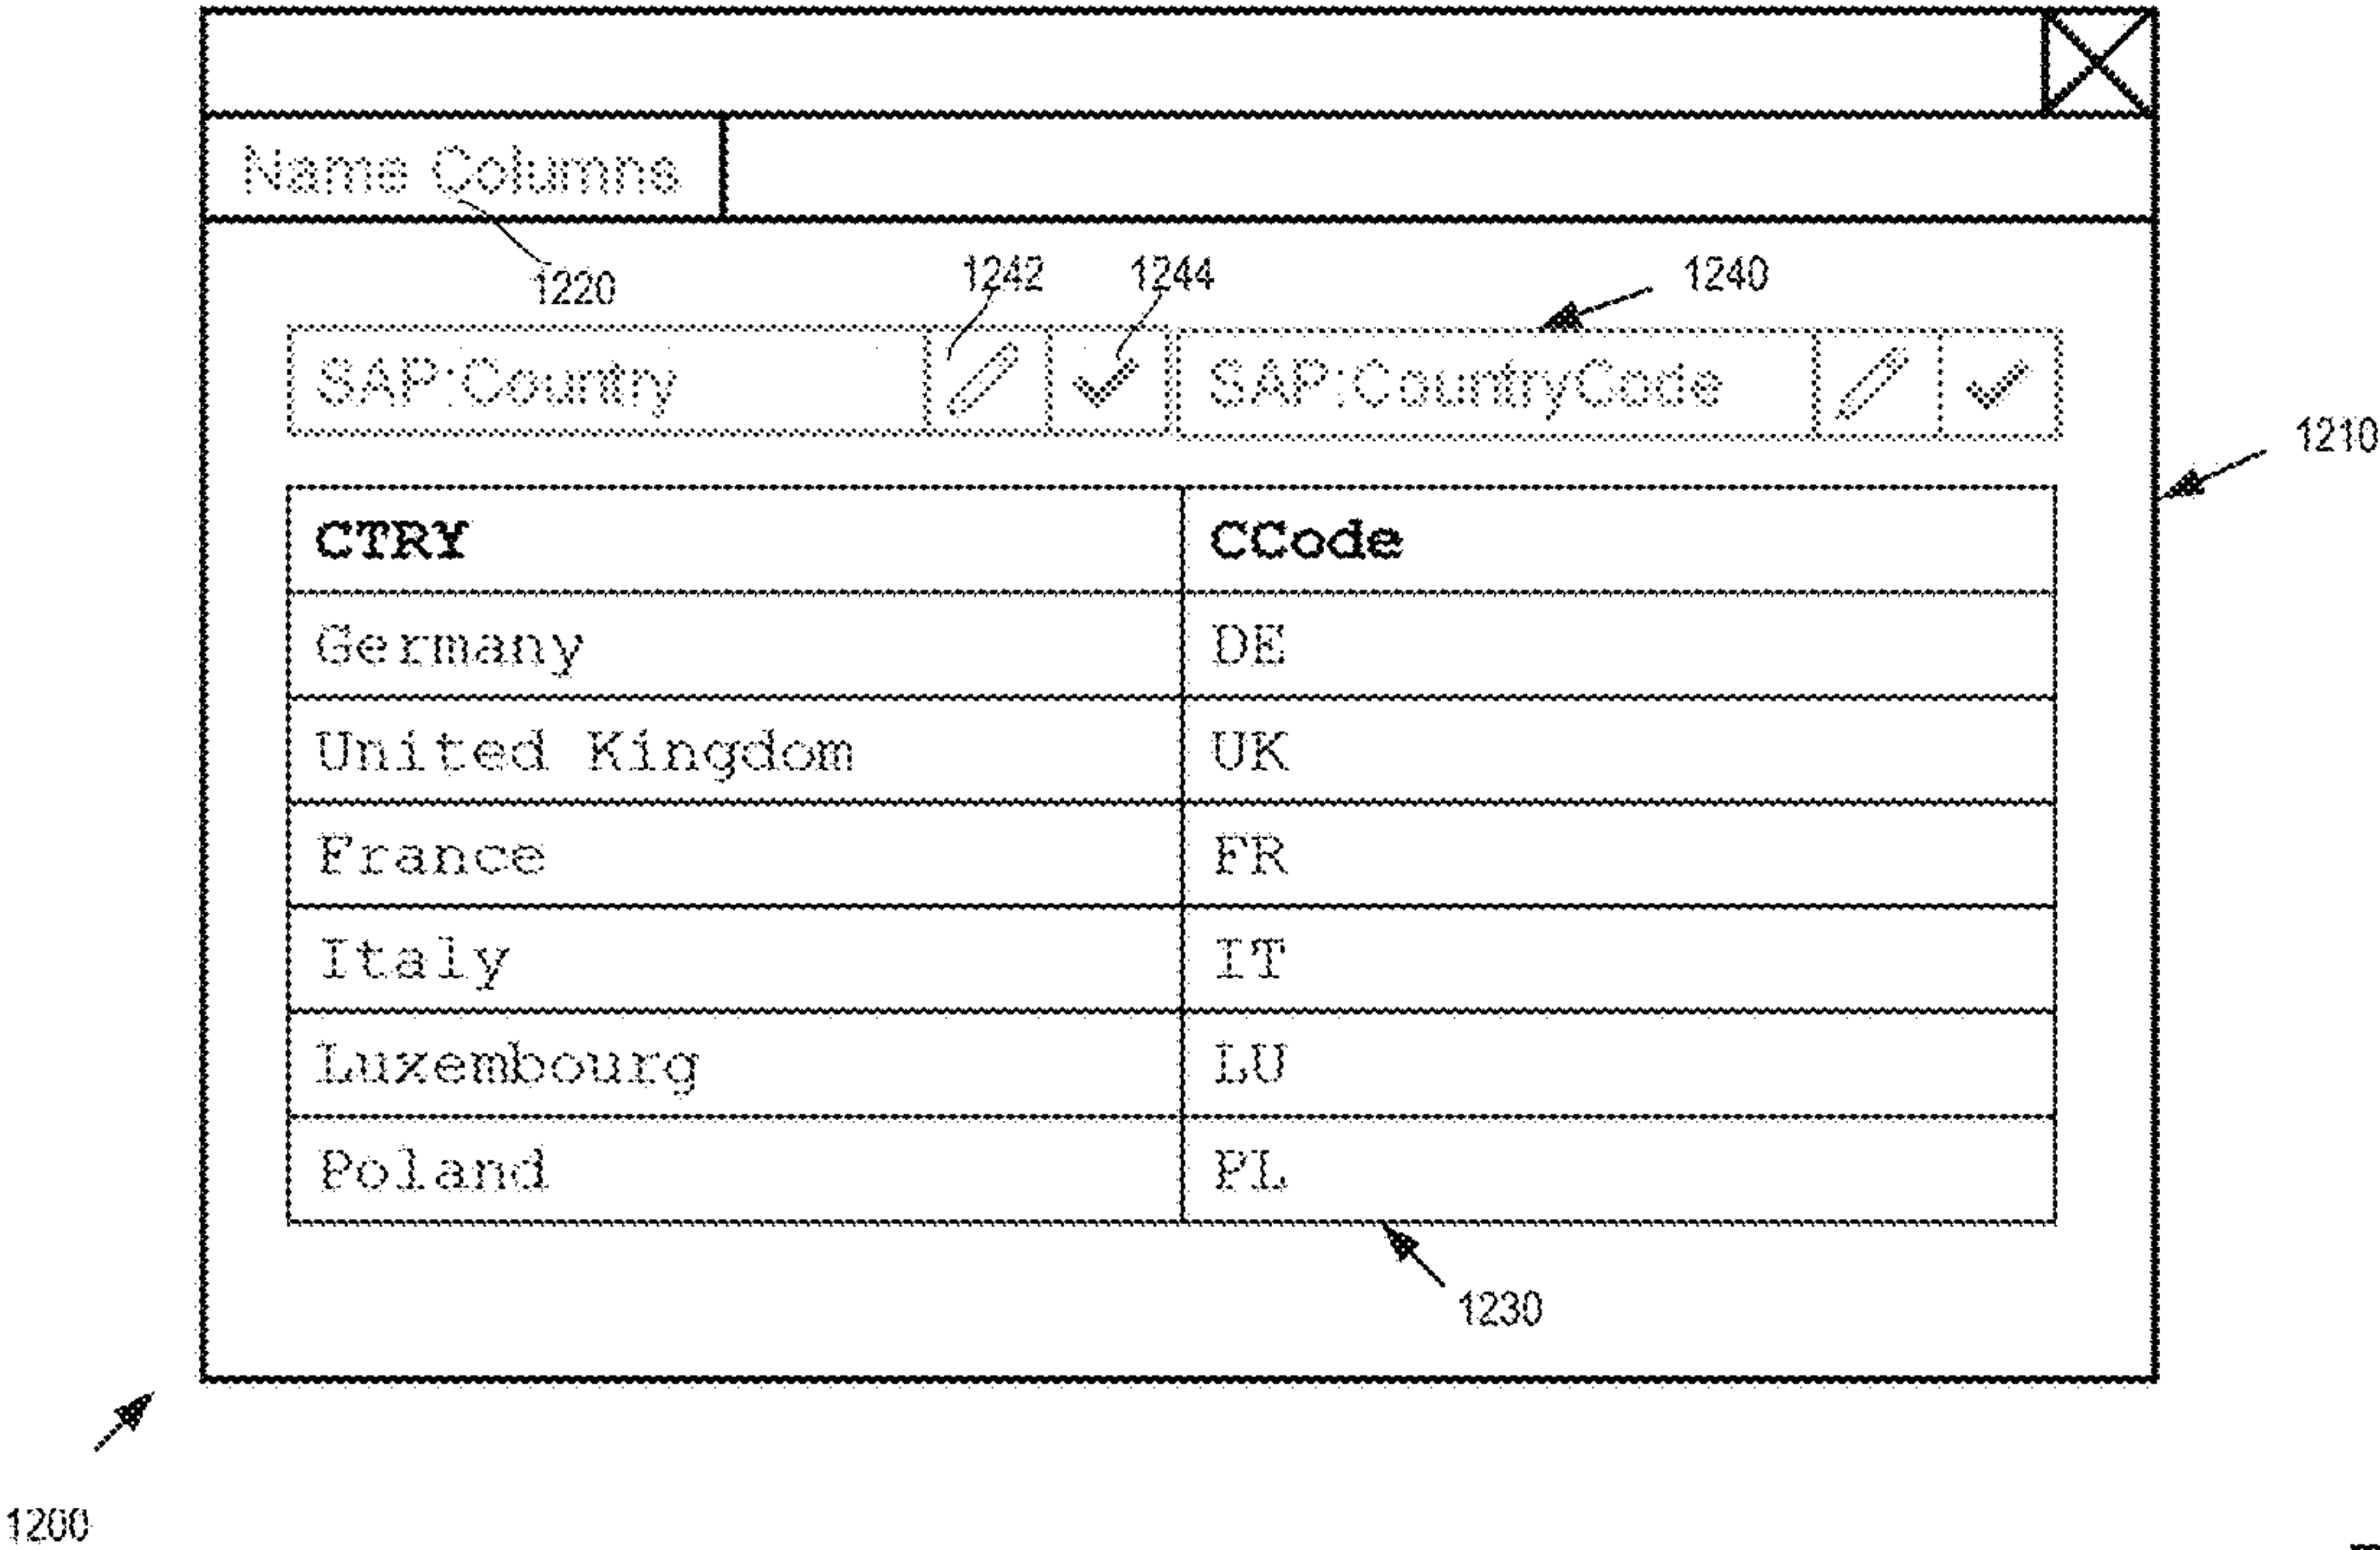 Name Columns
1220
1242 1244 1240
SAP:Country SAP:CountryCode
1210
CTRY CCode
Germany DE
United Kingdom UK
France FR
Italy IT
Luxembourg LU
Poland PL
1230
1200